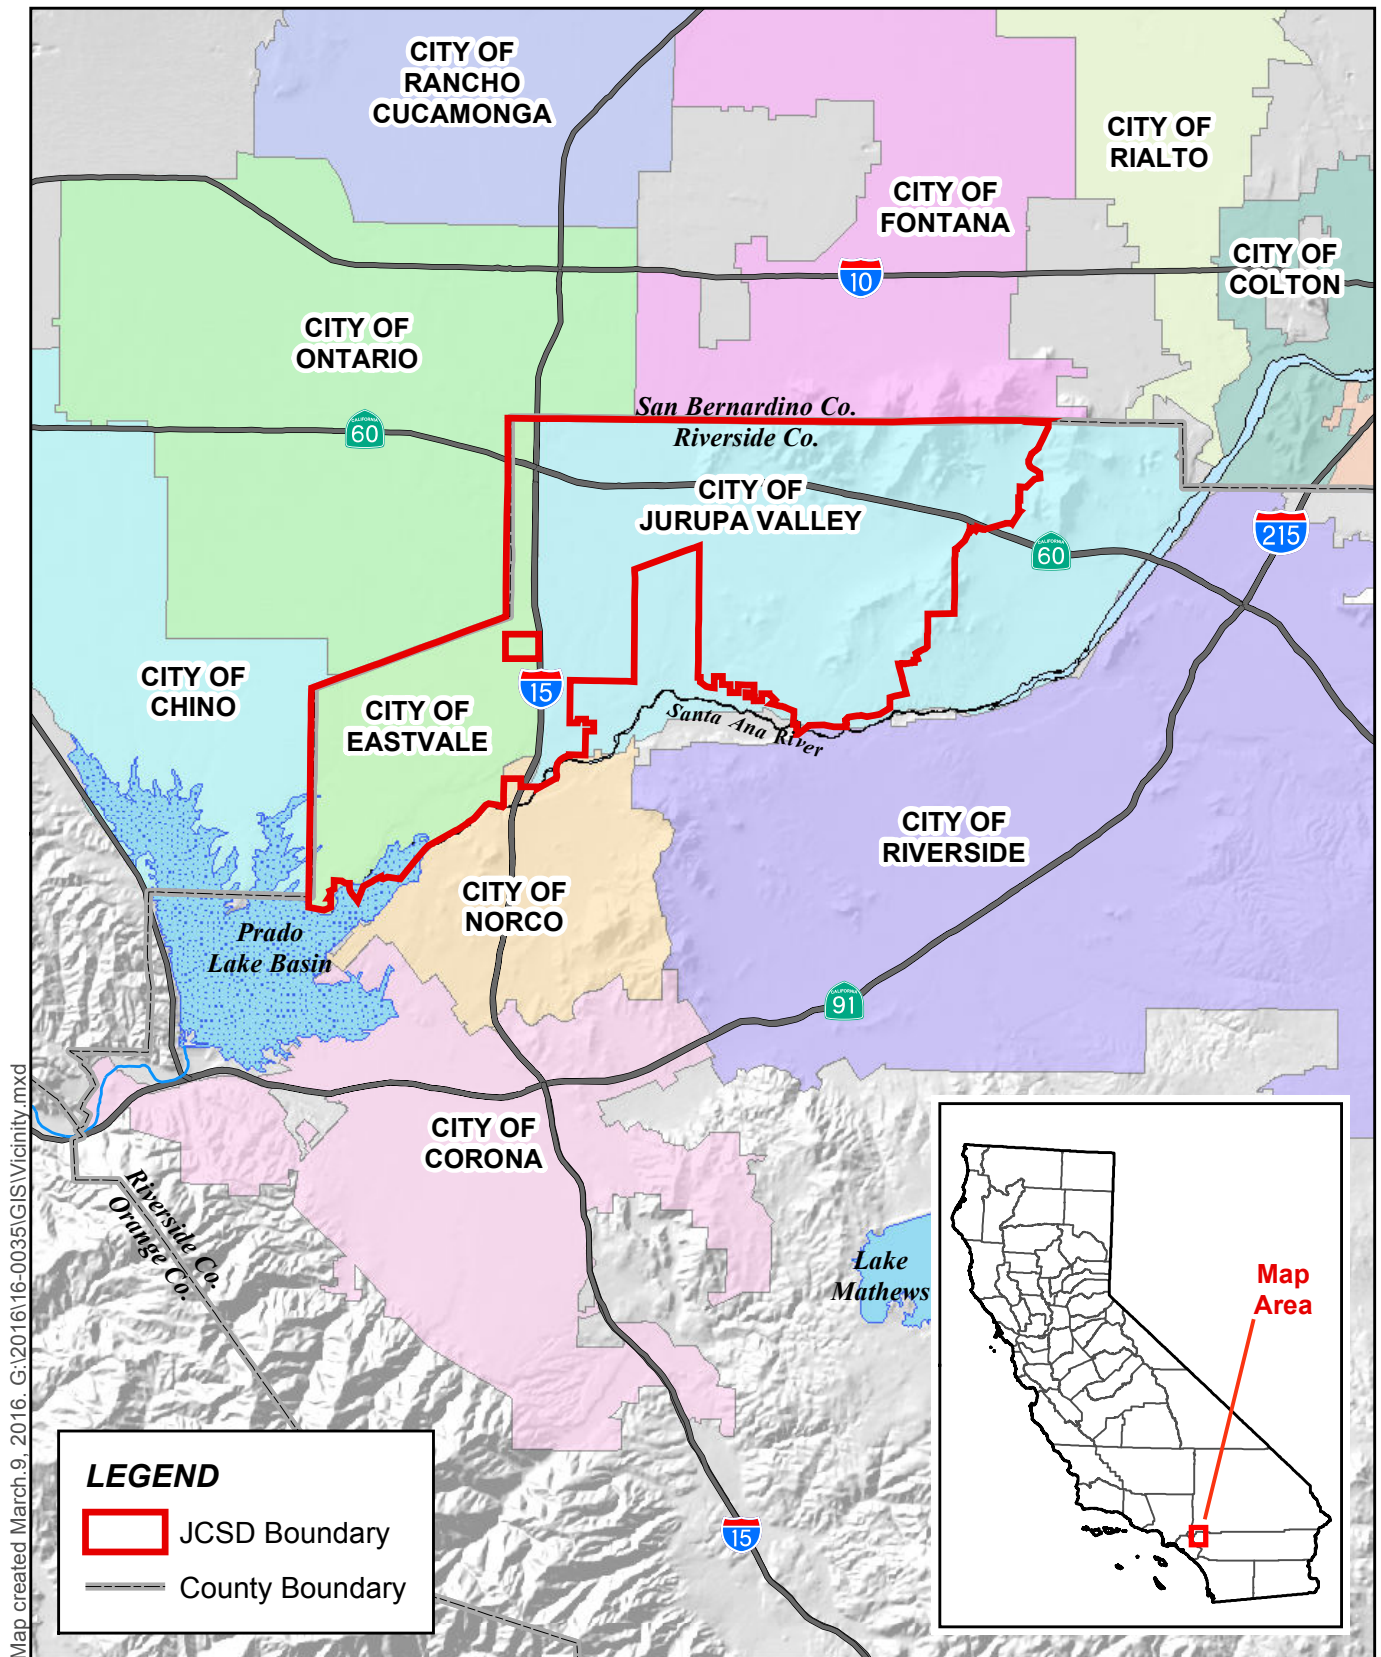 CITY OF
RANCHO
CUCAMONGA
CITY OF
RIALTO
CITY OF
FONTANA
CITY OF
COLTON
10
CITY OF
ONTARIO
CALIFORNIA
60
San Bernardino Co.
Riverside Co.
CITY OF
JURUPA VALLEY
215
CALIFORNIA
60
CITY OF
CHINO
15
CITY OF
EASTVALE
Santa Ana River
CITY OF
RIVERSIDE
CITY OF
NORCO
Prado
Lake Basin
CALIFORNIA
91
CITY OF
CORONA
Riverside Co.
Orange Co.
Lake
Mathews
Map
Area
LEGEND
JCSD Boundary
County Boundary
15
Map created March.9, 2016. G:\2016\16-0035\GIS\Vicinity.mxd